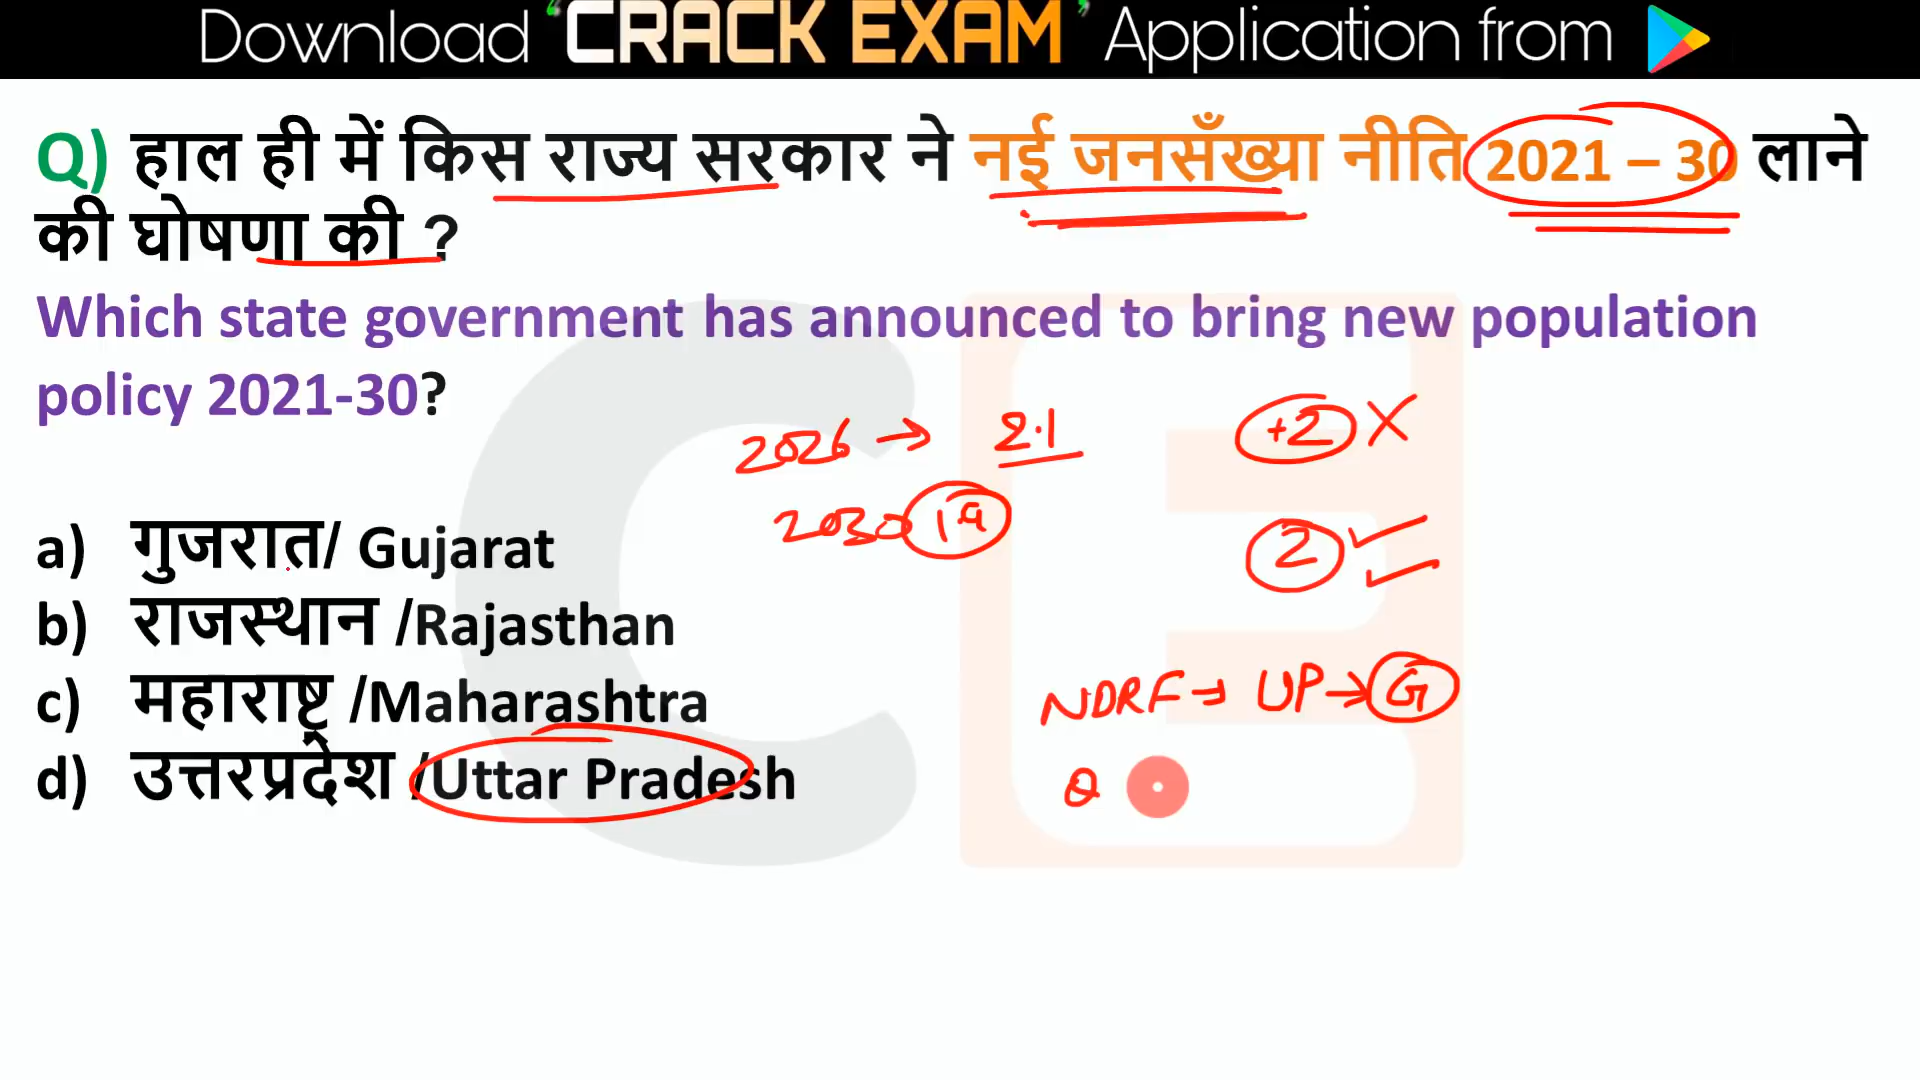 Download 'CRACK EXAM' Application from
Q) हाल ही में किस राज्य सरकार ने नई जनसँख्या नीति 2021 – 30 लाने
की घोषणा की ?
Which state government has announced to bring new population
policy 2021-30?
2026 → 2.1
+2 X
2030 1.9
2
a) गुजरात/ Gujarat
b) राजस्थान /Rajasthan
c) महाराष्ट्र /Maharashtra
NDRF → UP → G
d) उत्तरप्रदेश /Uttar Pradesh